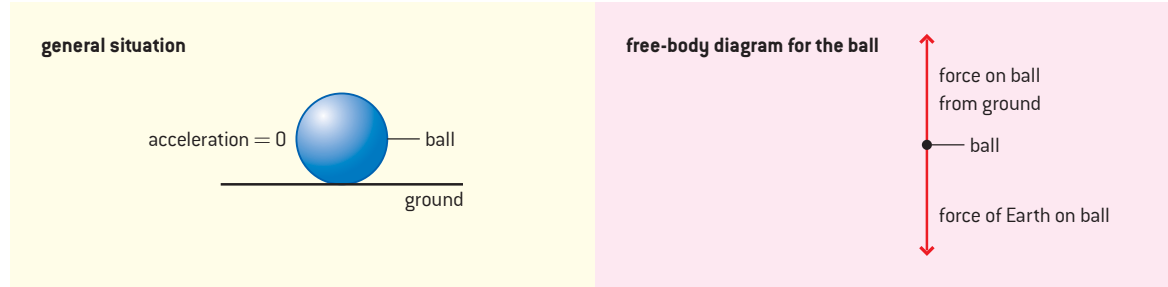 general situation
acceleration = 0
ball
ground
free-body diagram for the ball
force on ball
from ground
ball
force of Earth on ball